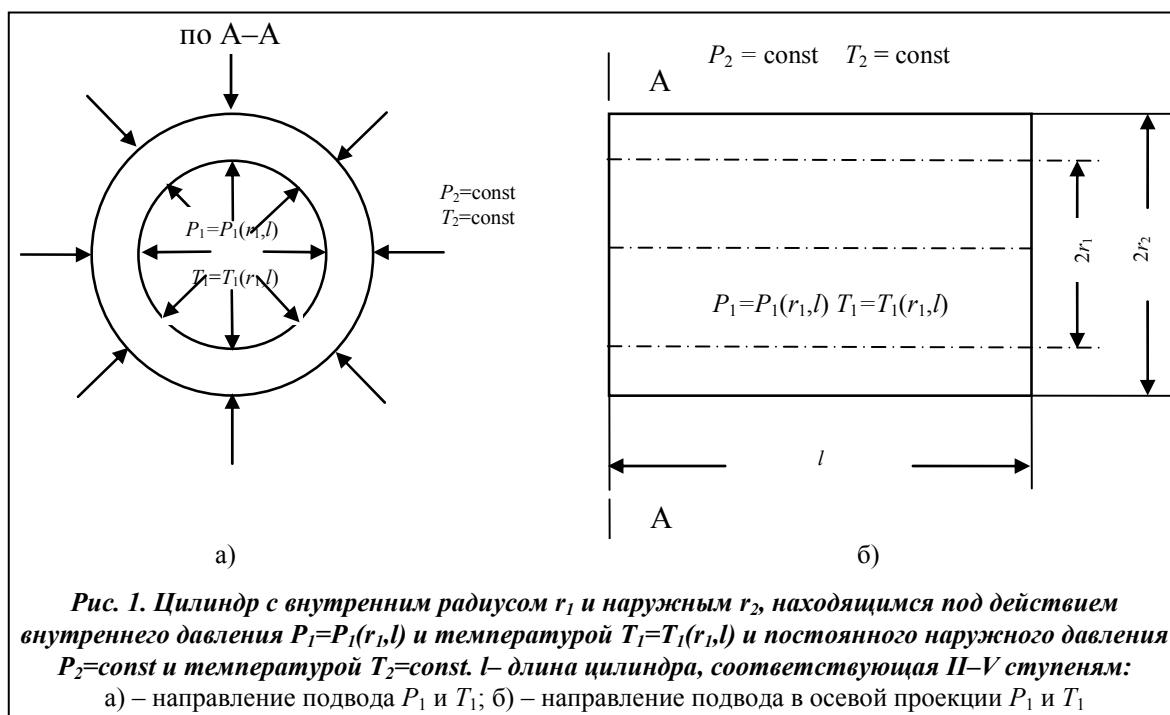 по А–А
P₂ = const T₂ = const
А
P₂=const
T₂=const
P₁=P₁(r₁,l)
T₁=T₁(r₁,l)
2r₁
2r₂
P₁=P₁(r₁,l) T₁=T₁(r₁,l)
l
А
а)
б)
Рис. 1. Цилиндр с внутренним радиусом r₁ и наружным r₂, находящимся под действием
внутреннего давления P₁=P₁(r₁,l) и температурой T₁=T₁(r₁,l) и постоянного наружного давления
P₂=const и температурой T₂=const. l– длина цилиндра, соответствующая II–V ступеням:
а) – направление подвода P₁ и T₁; б) – направление подвода в осевой проекции P₁ и T₁